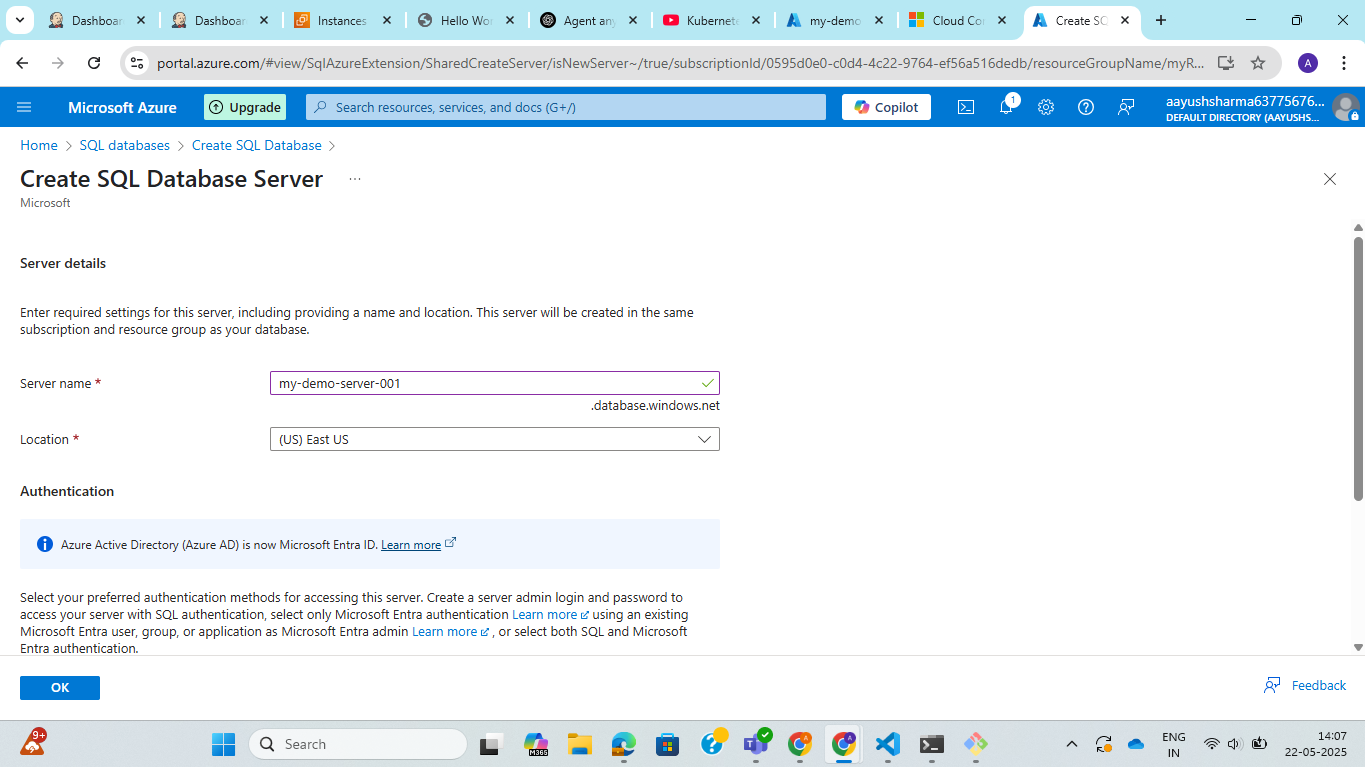 Dashboar
Dashboar
Instances
Hello Wor
Agent any
Kubernete
my-demo
Cloud Cor
Create SQ
portal.azure.com/#view/SqlAzureExtension/SharedCreateServer/isNewServer~/true/subscriptionId/0595d0e0-c0d4-4c22-9764-ef56a516dedb/resourceGroupName/myR...
A
Microsoft Azure
Upgrade
Search resources, services, and docs (G+/)
Copilot
1
aayushsharma63775676...
DEFAULT DIRECTORY (AAYUSHS...
Home > SQL databases > Create SQL Database >
Create SQL Database Server ...
Microsoft
Server details
Enter required settings for this server, including providing a name and location. This server will be created in the same
subscription and resource group as your database.
Server name * my-demo-server-001
.database.windows.net
Location * (US) East US
Authentication
Azure Active Directory (Azure AD) is now Microsoft Entra ID. Learn more
Select your preferred authentication methods for accessing this server. Create a server admin login and password to
access your server with SQL authentication, select only Microsoft Entra authentication Learn more using an existing
Microsoft Entra user, group, or application as Microsoft Entra admin Learn more , or select both SQL and Microsoft
Entra authentication.
OK
Feedback
9+
Search
M365
A
A
ENG
IN
14:07
22-05-2025